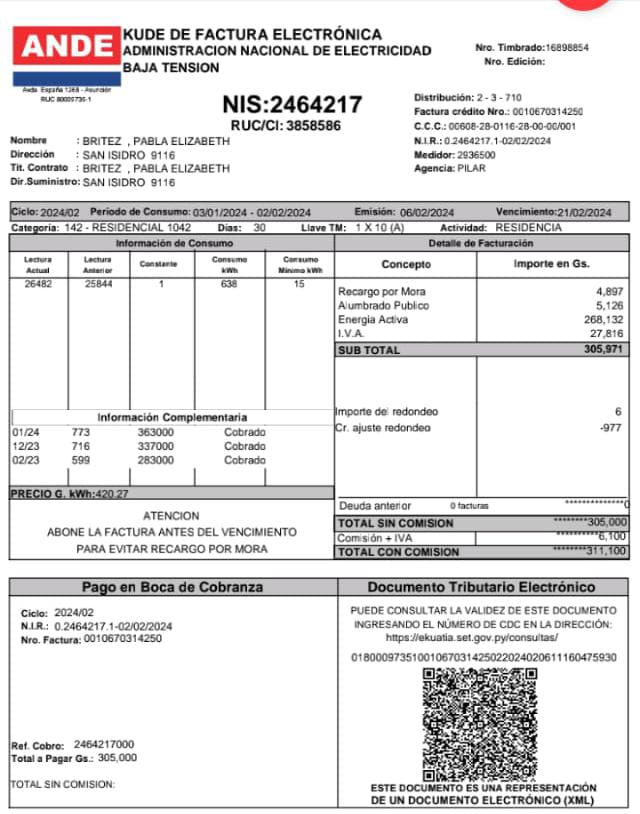 ANDE
KUDE DE FACTURA ELECTRÓNICA
ADMINISTRACION NACIONAL DE ELECTRICIDAD
BAJA TENSION
Nro. Timbrado:16898854
Nro. Edición:
Avda. España 1268 - Asunción
RUC 80009735-1
NIS:2464217
RUC/CI: 3858586
Distribución: 2 - 3 - 710
Factura crédito Nro.: 0010670314250
C.C.C.: 00608-28-0116-28-00-00/001
N.I.R.: 0.2464217.1-02/02/2024
Medidor: 2936500
Agencia: PILAR
Nombre : BRITEZ , PABLA ELIZABETH
Dirección : SAN ISIDRO 9116
Tit. Contrato : BRITEZ , PABLA ELIZABETH
Dir.Suministro: SAN ISIDRO 9116
Ciclo: 2024/02 Período de Consumo: 03/01/2024 - 02/02/2024 Emisión: 06/02/2024 Vencimiento:21/02/2024
Categoría: 142 - RESIDENCIAL 1042 Días: 30 Llave TM: 1 X 10 (A) Actividad: RESIDENCIA
Información de Consumo
Detalle de Facturación
Lectura Actual Lectura Anterior Constante Consumo kWh Consumo Mínimo kWh
Concepto Importe en Gs.
26482 25844 1 638 15
Recargo por Mora 4,897
Alumbrado Publico 5,126
Energia Activa 268,132
I.V.A. 27,816
SUB TOTAL 305,971
Información Complementaria
01/24 773 363000 Cobrado
12/23 716 337000 Cobrado
02/23 599 283000 Cobrado
Importe del redondeo 6
Cr. ajuste redondeo -977
PRECIO G. kWh:420.27
ATENCION
ABONE LA FACTURA ANTES DEL VENCIMIENTO
PARA EVITAR RECARGO POR MORA
Deuda anterior 0 facturas **************0
TOTAL SIN COMISION ********305,000
Comisión + IVA **********6,100
TOTAL CON COMISION ********311,100
Pago en Boca de Cobranza
Ciclo: 2024/02
N.I.R.: 0.2464217.1-02/02/2024
Nro. Factura: 0010670314250
Ref. Cobro: 2464217000
Total a Pagar Gs.: 305,000
TOTAL SIN COMISION:
Documento Tributario Electrónico
PUEDE CONSULTAR LA VALIDEZ DE ESTE DOCUMENTO
INGRESANDO EL NÚMERO DE CDC EN LA DIRECCIÓN:
https://ekuatia.set.gov.py/consultas/
01800097351001067031425022024020611160475930
ESTE DOCUMENTO ES UNA REPRESENTACIÓN
DE UN DOCUMENTO ELECTRÓNICO (XML)